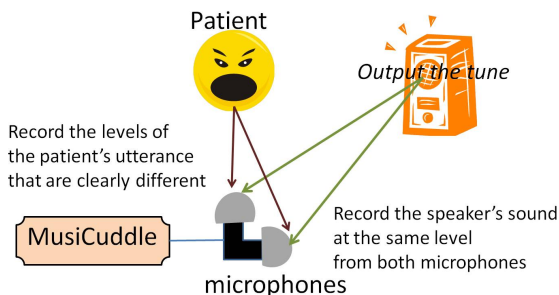 Patient
Output the tune
Record the levels of
the patient's utterance
that are clearly different
MusiCuddle
Record the speaker's sound
at the same level
from both microphones
microphones